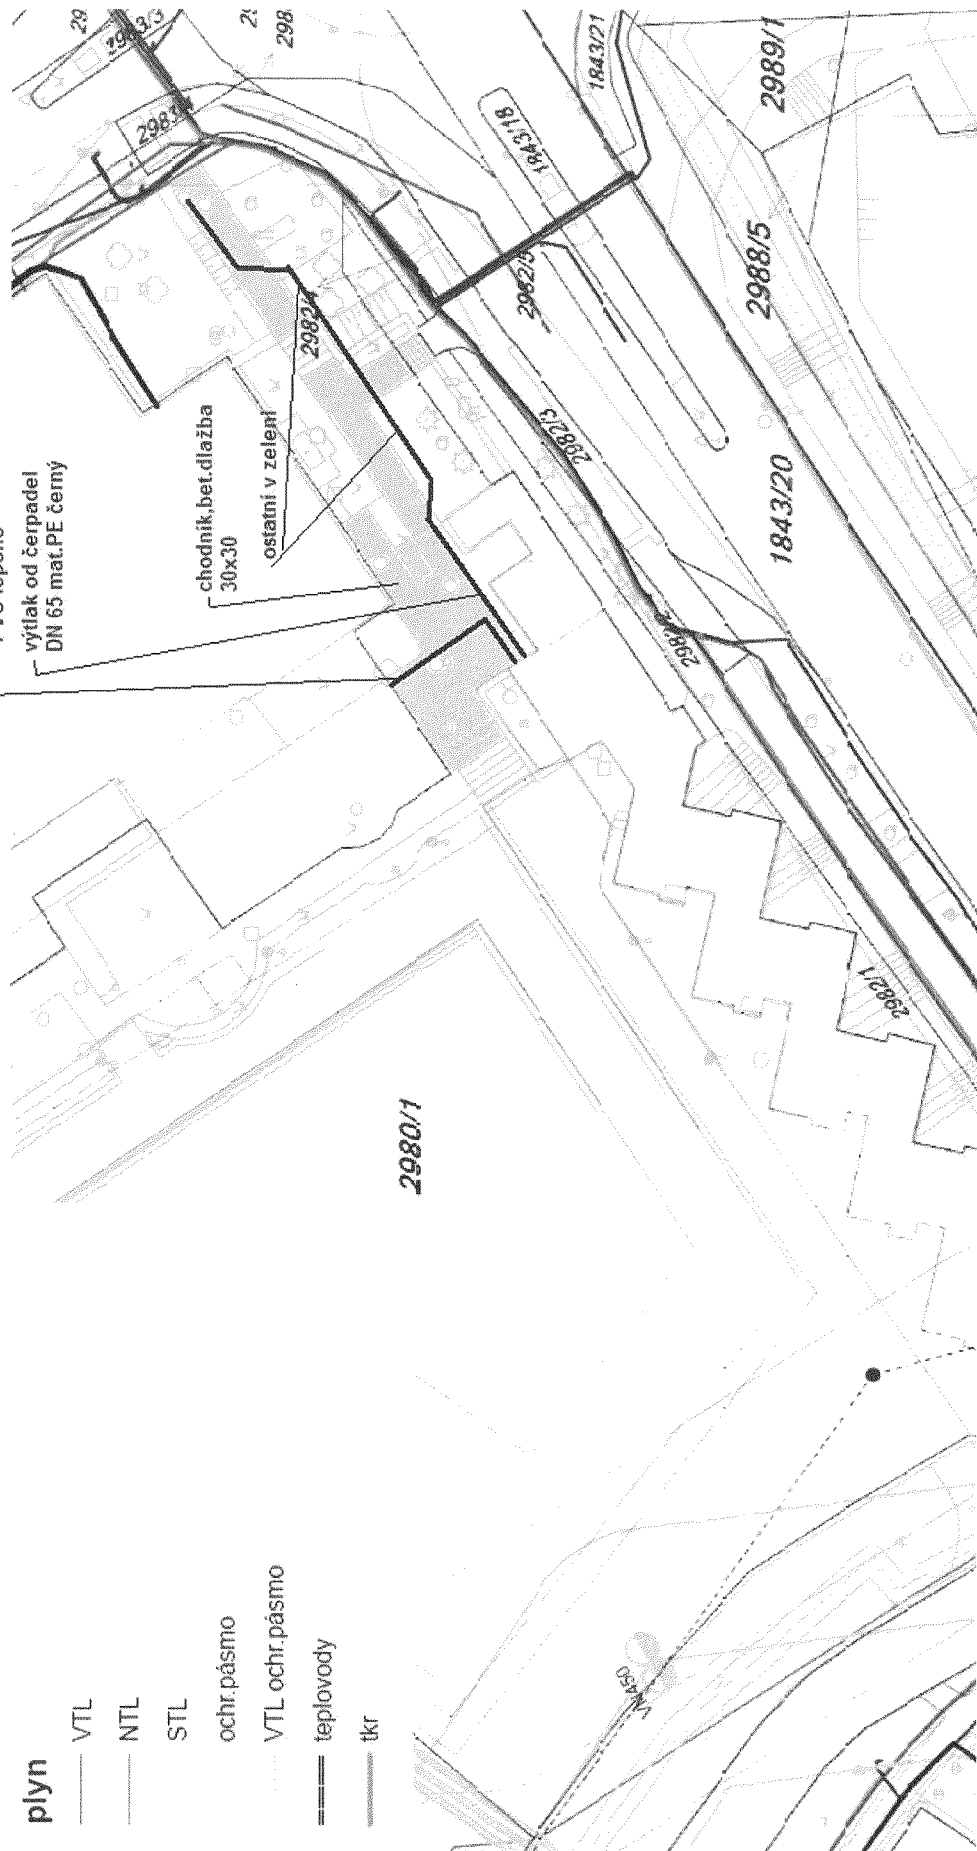 výtlak od čerpadel
DN 65 mat.PE černý
chodník,bet.dlažba
30x30
ostatní v zeleni
2983/3
2982/4
2982/5
1843/18
1843/21
2989/1
2988/5
2982/3
1843/20
2982/1
2980/1
plyn
VTL
NTL
STL
ochr.pásmo
VTL ochr.pásmo
teplovody
tkr